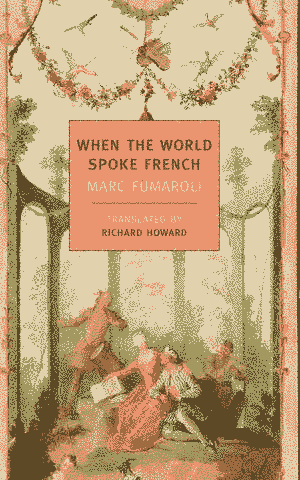 WHEN THE WORLD
SPOKE FRENCH
MARC FUMAROLI
TRANSLATED BY
RICHARD HOWARD